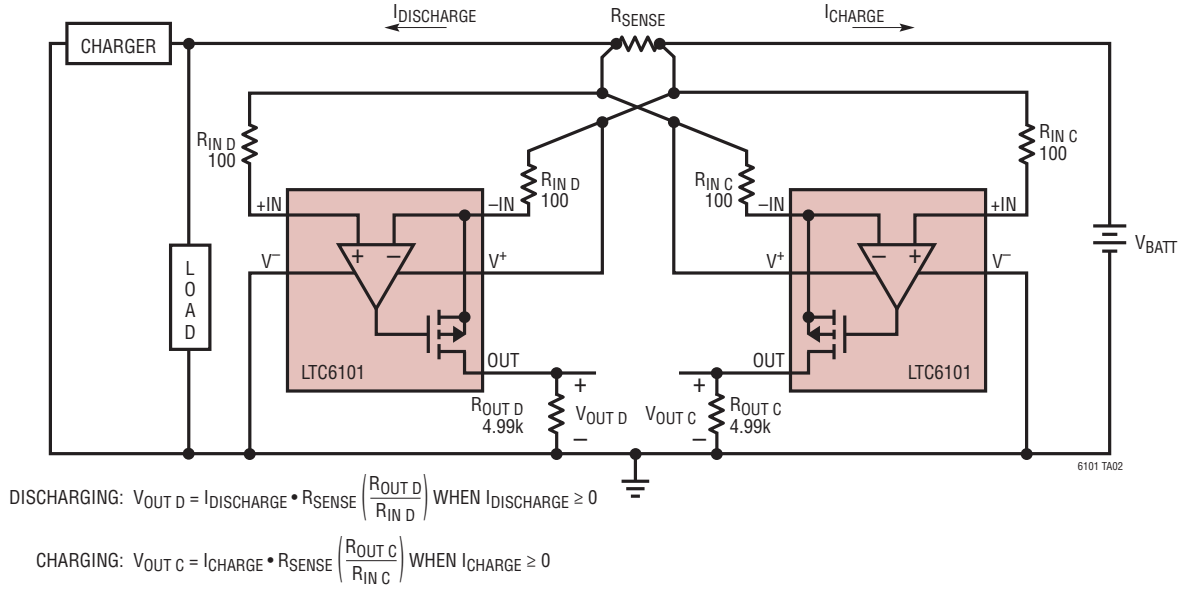 IDISCHARGE
RSENSE
ICHARGE
CHARGER
RIN D
100
RIN C
100
RIN D
100
RIN C
100
+IN
–IN
–IN
+IN
+
–
–
+
V–
V+
V+
V–
VBATT
LOAD
OUT
OUT
LTC6101
LTC6101
+
+
ROUT D
4.99k
VOUT D
VOUT C
ROUT C
4.99k
–
–
6101 TA02
DISCHARGING: VOUT D = IDISCHARGE • RSENSE (ROUT D / RIN D) WHEN IDISCHARGE ≥ 0
CHARGING: VOUT C = ICHARGE • RSENSE (ROUT C / RIN C) WHEN ICHARGE ≥ 0